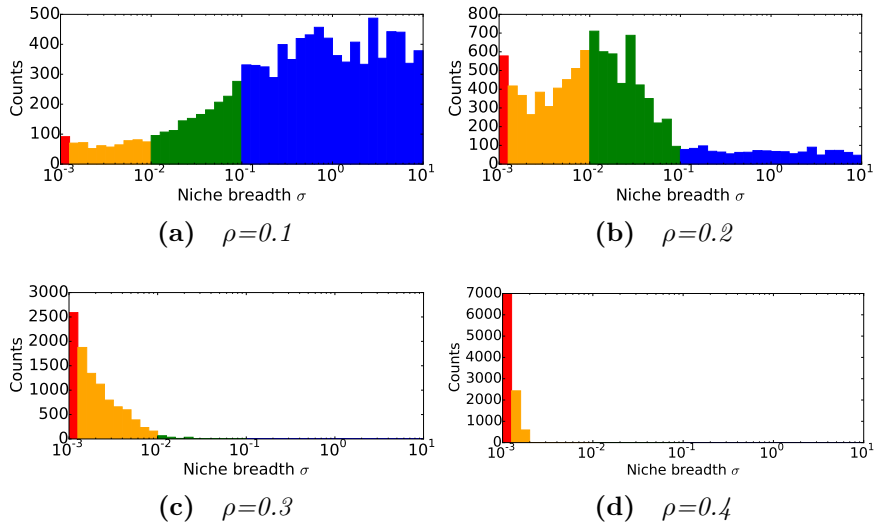 500
400
300
200
100
0
Counts
10^-3 10^-2 10^-1 10^0 10^1
Niche breadth σ
(a) ρ=0.1
800
700
600
500
400
300
200
100
0
Counts
10^-3 10^-2 10^-1 10^0 10^1
Niche breadth σ
(b) ρ=0.2
3000
2500
2000
1500
1000
500
0
Counts
10^-3 10^-2 10^-1 10^0 10^1
Niche breadth σ
(c) ρ=0.3
7000
6000
5000
4000
3000
2000
1000
0
Counts
10^-3 10^-2 10^-1 10^0 10^1
Niche breadth σ
(d) ρ=0.4